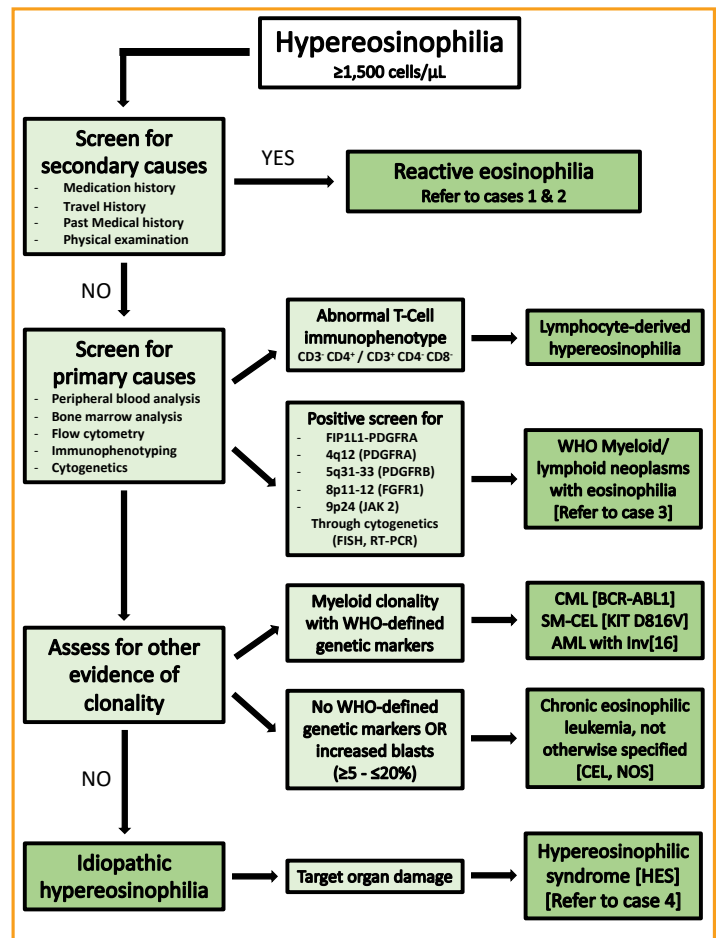 Hypereosinophilia
≥1,500 cells/µL
Screen for
secondary causes
- Medication history
- Travel History
- Past Medical history
- Physical examination
YES
Reactive eosinophilia
Refer to cases 1 & 2
NO
Screen for
primary causes
- Peripheral blood analysis
- Bone marrow analysis
- Flow cytometry
- Immunophenotyping
- Cytogenetics
Abnormal T-Cell
immunophenotype
CD3⁻ CD4⁺ / CD3⁺ CD4⁻ CD8⁻
Lymphocyte-derived
hypereosinophilia
Positive screen for
- FIP1L1-PDGFRA
- 4q12 (PDGFRA)
- 5q31-33 (PDGFRB)
- 8p11-12 (FGFR1)
- 9p24 (JAK 2)
Through cytogenetics
(FISH, RT-PCR)
WHO Myeloid/
lymphoid neoplasms
with eosinophilia
[Refer to case 3]
Assess for other
evidence of
clonality
Myeloid clonality
with WHO-defined
genetic markers
CML [BCR-ABL1]
SM-CEL [KIT D816V]
AML with Inv[16]
No WHO-defined
genetic markers OR
increased blasts
(≥5 - ≤20%)
Chronic eosinophilic
leukemia, not
otherwise specified
[CEL, NOS]
NO
Idiopathic
hypereosinophilia
Target organ damage
Hypereosinophilic
syndrome [HES]
[Refer to case 4]